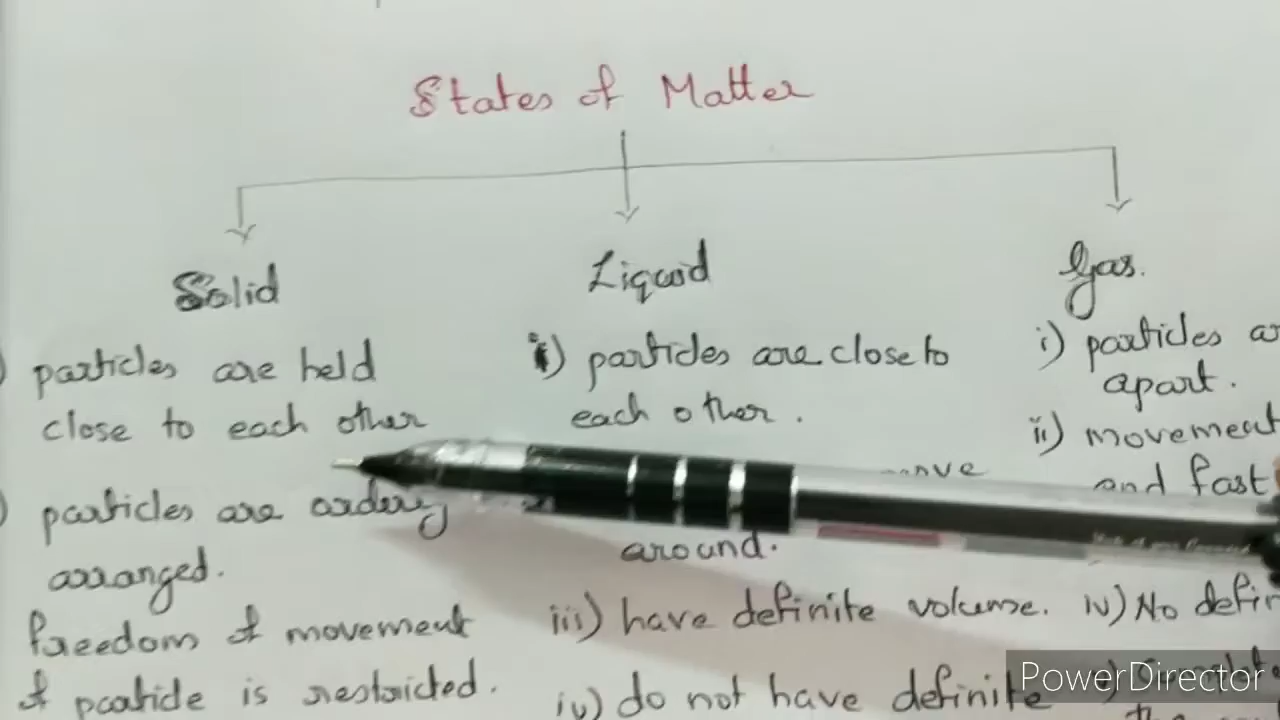 States of Matter
Solid
particles are held
close to each other
particles are ordery
arranged.
freedom of movement
of particle is restricted.
Liquid
i) particles are close to
each other.
around.
iii) have definite volume.
iv) do not have definite
Gas.
i) particles
apart.
ii) movement
and fast
iv) No
PowerDirector